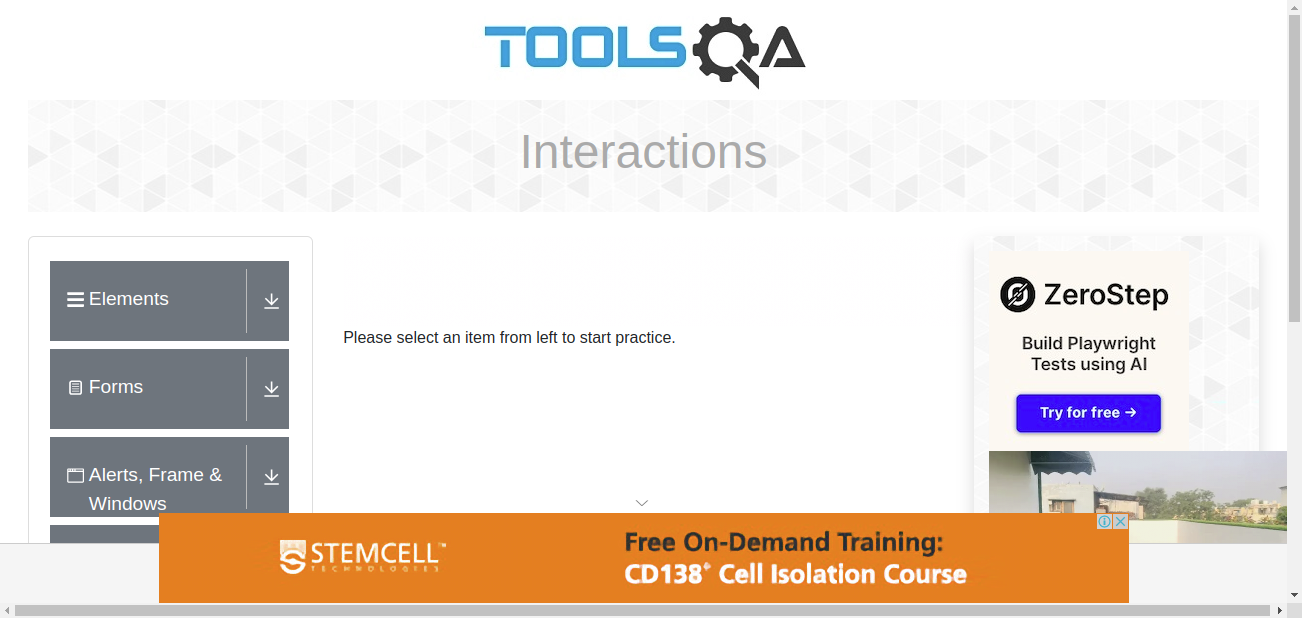 TOOLSQA
Interactions
Elements
Forms
Alerts, Frame &
Windows
Please select an item from left to start practice.
ZeroStep
Build Playwright
Tests using AI
Try for free →
STEMCELL™
TECHNOLOGIES
Free On-Demand Training:
CD138+ Cell Isolation Course